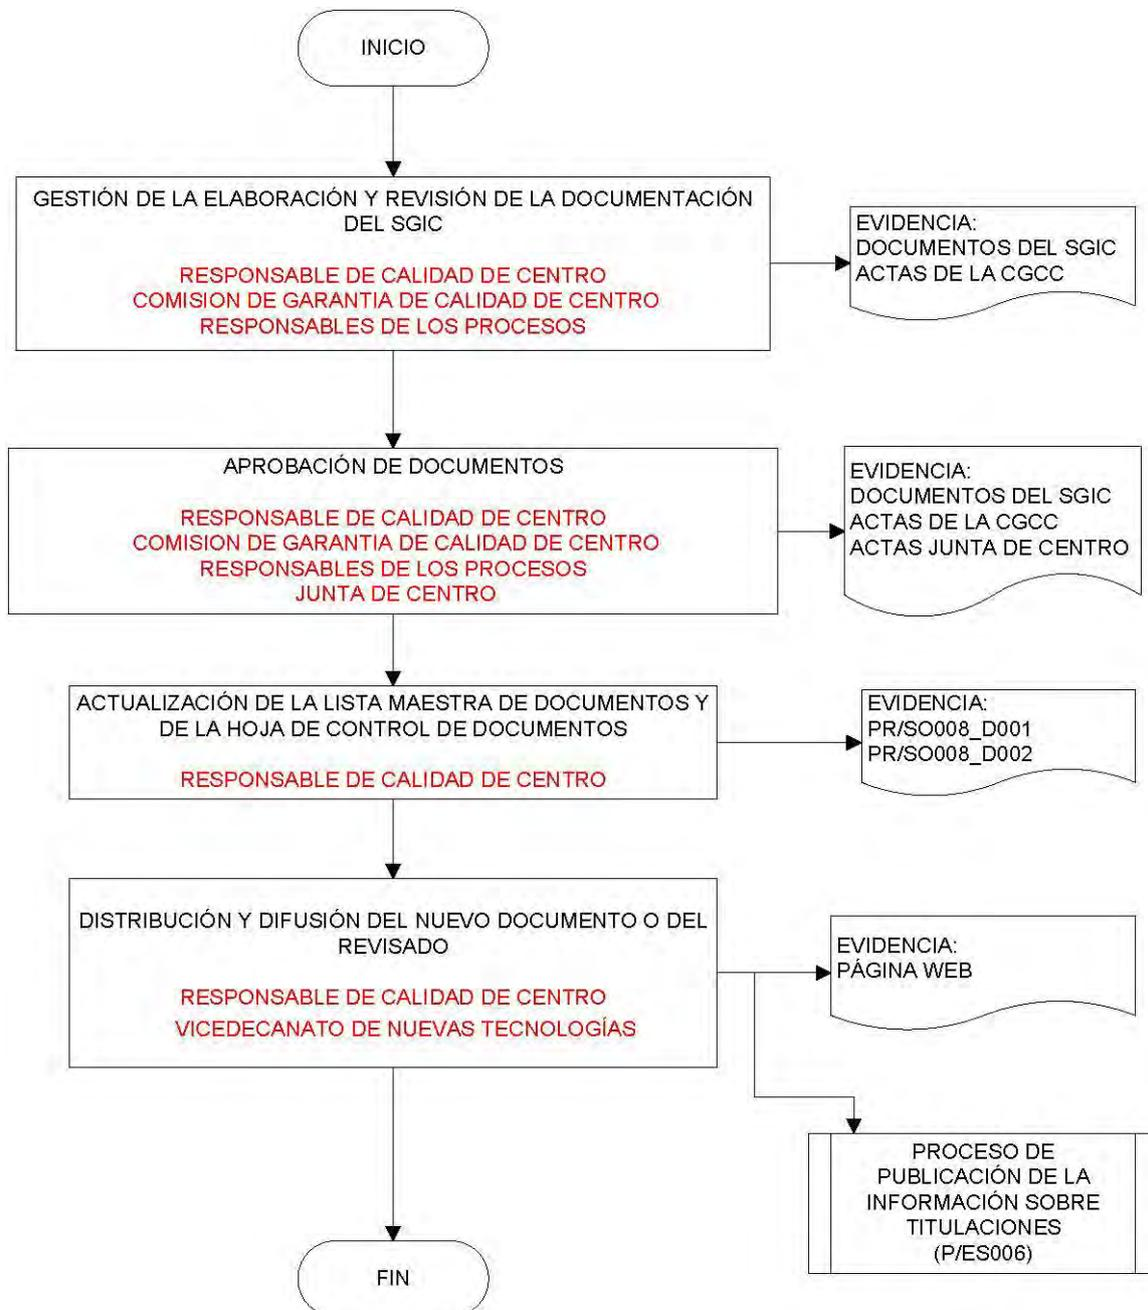 INICIO
GESTIÓN DE LA ELABORACIÓN Y REVISIÓN DE LA DOCUMENTACIÓN
DEL SGIC
RESPONSABLE DE CALIDAD DE CENTRO
COMISION DE GARANTIA DE CALIDAD DE CENTRO
RESPONSABLES DE LOS PROCESOS
EVIDENCIA:
DOCUMENTOS DEL SGIC
ACTAS DE LA CGCC
APROBACIÓN DE DOCUMENTOS
RESPONSABLE DE CALIDAD DE CENTRO
COMISION DE GARANTIA DE CALIDAD DE CENTRO
RESPONSABLES DE LOS PROCESOS
JUNTA DE CENTRO
EVIDENCIA:
DOCUMENTOS DEL SGIC
ACTAS DE LA CGCC
ACTAS JUNTA DE CENTRO
ACTUALIZACIÓN DE LA LISTA MAESTRA DE DOCUMENTOS Y
DE LA HOJA DE CONTROL DE DOCUMENTOS
RESPONSABLE DE CALIDAD DE CENTRO
EVIDENCIA:
PR/SO008_D001
PR/SO008_D002
DISTRIBUCIÓN Y DIFUSIÓN DEL NUEVO DOCUMENTO O DEL
REVISADO
RESPONSABLE DE CALIDAD DE CENTRO
VICEDECANATO DE NUEVAS TECNOLOGÍAS
EVIDENCIA:
PÁGINA WEB
PROCESO DE
PUBLICACIÓN DE LA
INFORMACIÓN SOBRE
TITULACIONES
(P/ES006)
FIN